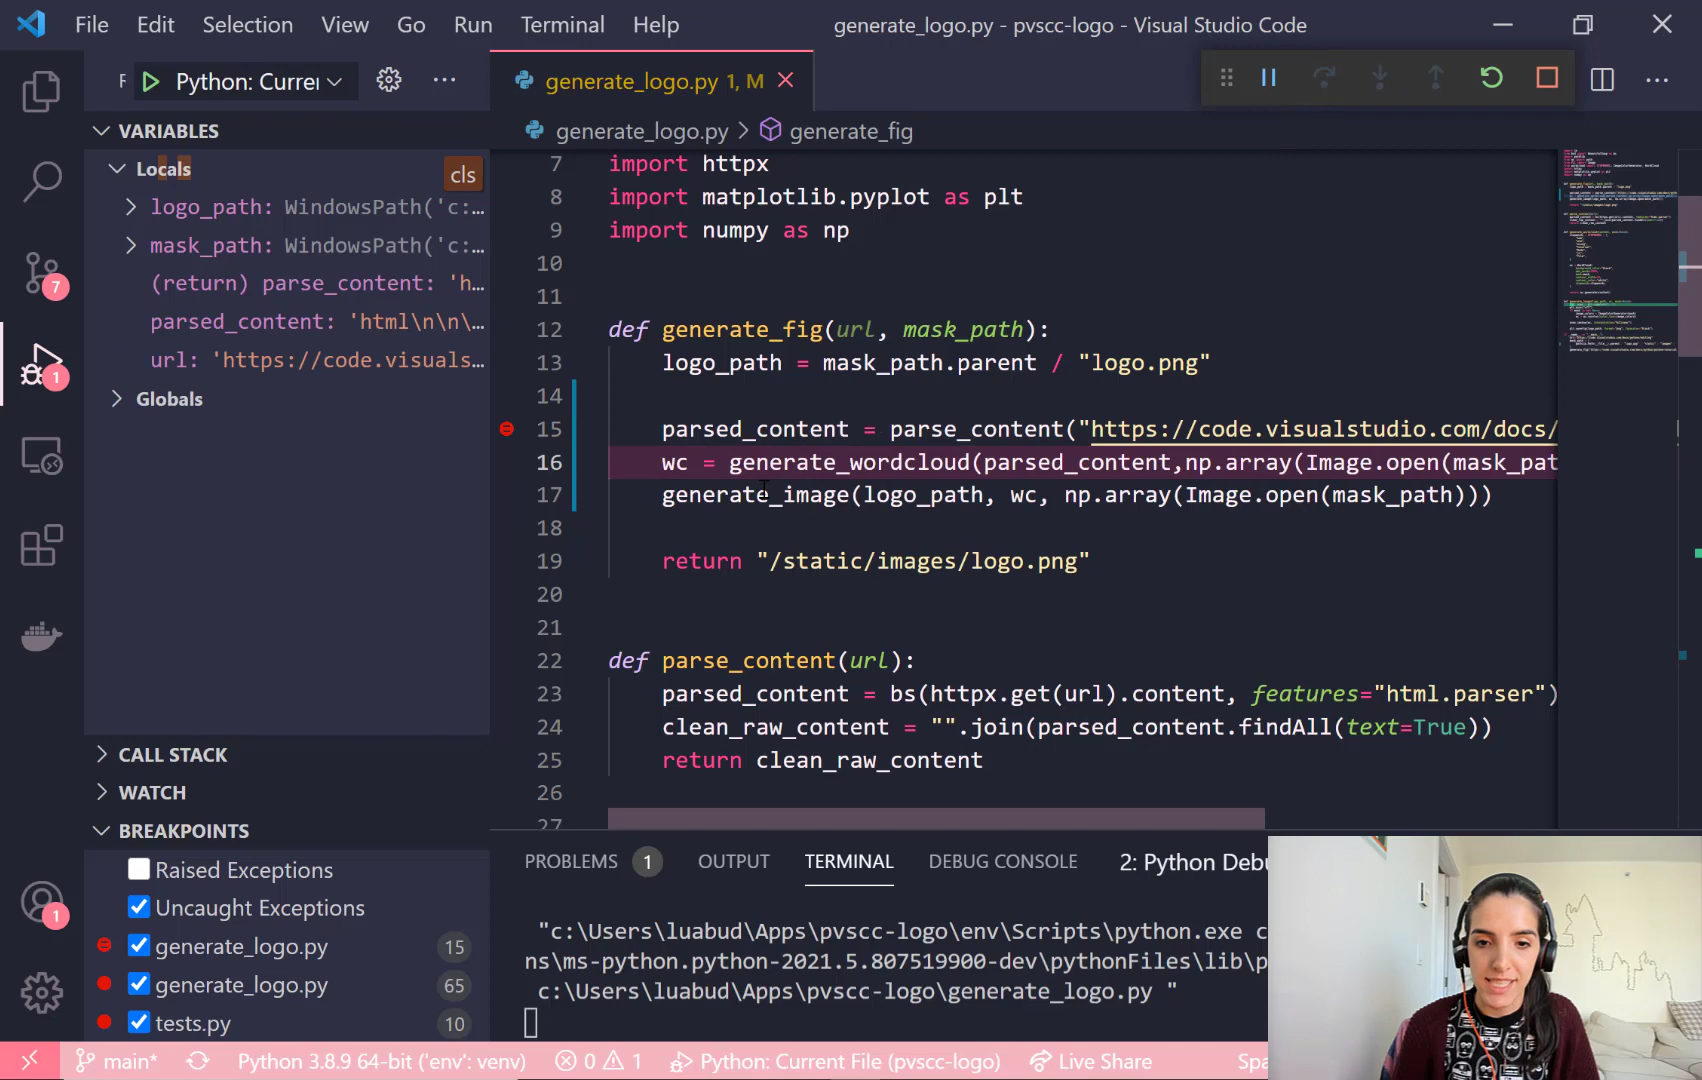 File Edit Selection View Go Run Terminal Help
generate_logo.py - pvscc-logo - Visual Studio Code
Python: Currer
generate_logo.py 1, M
generate_logo.py > generate_fig
VARIABLES
Locals
cls
logo_path: WindowsPath('c:…
mask_path: WindowsPath('c:…
(return) parse_content: 'h…
parsed_content: 'html\n\n\…
url: 'https://code.visuals…
Globals
CALL STACK
WATCH
BREAKPOINTS
Raised Exceptions
Uncaught Exceptions
generate_logo.py 15
generate_logo.py 65
tests.py 10
7
1
1
7 import httpx
8 import matplotlib.pyplot as plt
9 import numpy as np
10
11
12 def generate_fig(url, mask_path):
13 logo_path = mask_path.parent / "logo.png"
14
15 parsed_content = parse_content("https://code.visualstudio.com/docs/
16 wc = generate_wordcloud(parsed_content,np.array(Image.open(mask_pat
17 generate_image(logo_path, wc, np.array(Image.open(mask_path)))
18
19 return "/static/images/logo.png"
20
21
22 def parse_content(url):
23 parsed_content = bs(httpx.get(url).content, features="html.parser")
24 clean_raw_content = "".join(parsed_content.findAll(text=True))
25 return clean_raw_content
26
27
PROBLEMS 1 OUTPUT TERMINAL DEBUG CONSOLE 2: Python Debu
"c:\Users\luabud\Apps\pvscc-logo\env\Scripts\python.exe c
ns\ms-python.python-2021.5.807519900-dev\pythonFiles\lib\p
c:\Users\luabud\Apps\pvscc-logo\generate_logo.py "
main* Python 3.8.9 64-bit ('env': venv) 0 1 Python: Current File (pvscc-logo) Live Share Spa